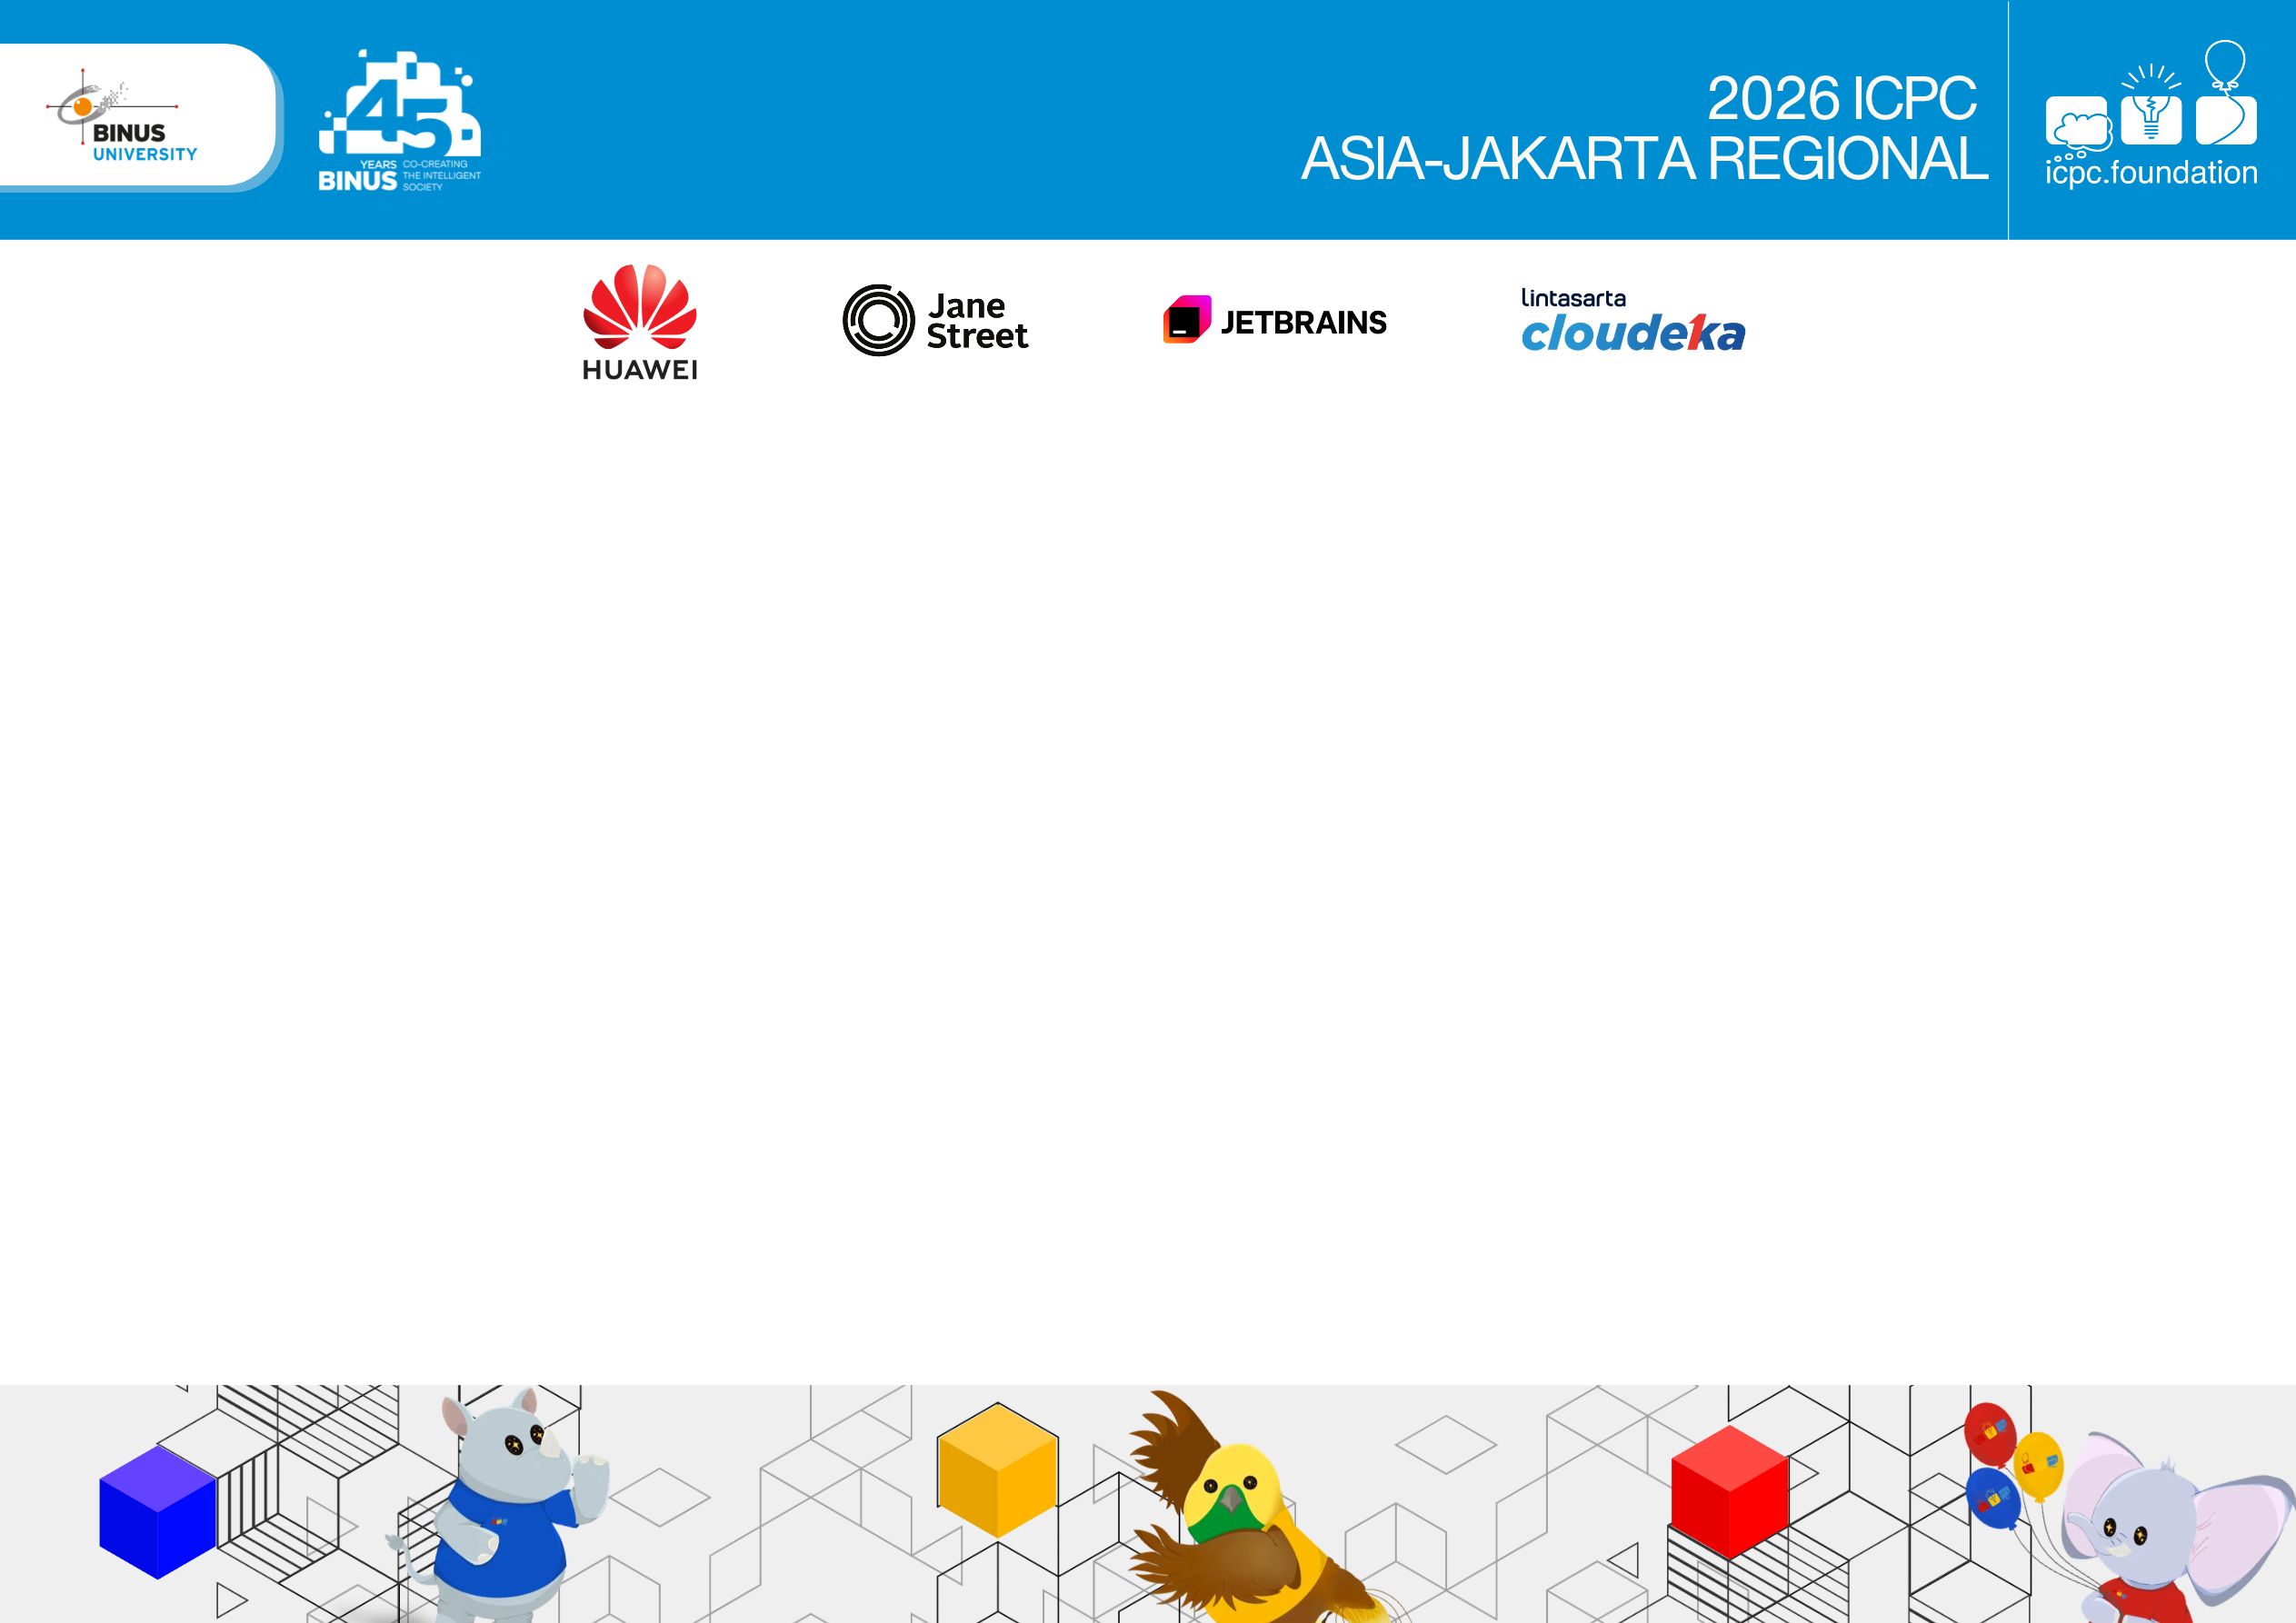 BINUS
UNIVERSITY
45
YEARS
BINUS
CO-CREATING
THE INTELLIGENT
SOCIETY
2026 ICPC
ASIA-JAKARTA REGIONAL
icpc.foundation
HUAWEI
Jane
Street
JETBRAINS
lintasarta
cloudeka